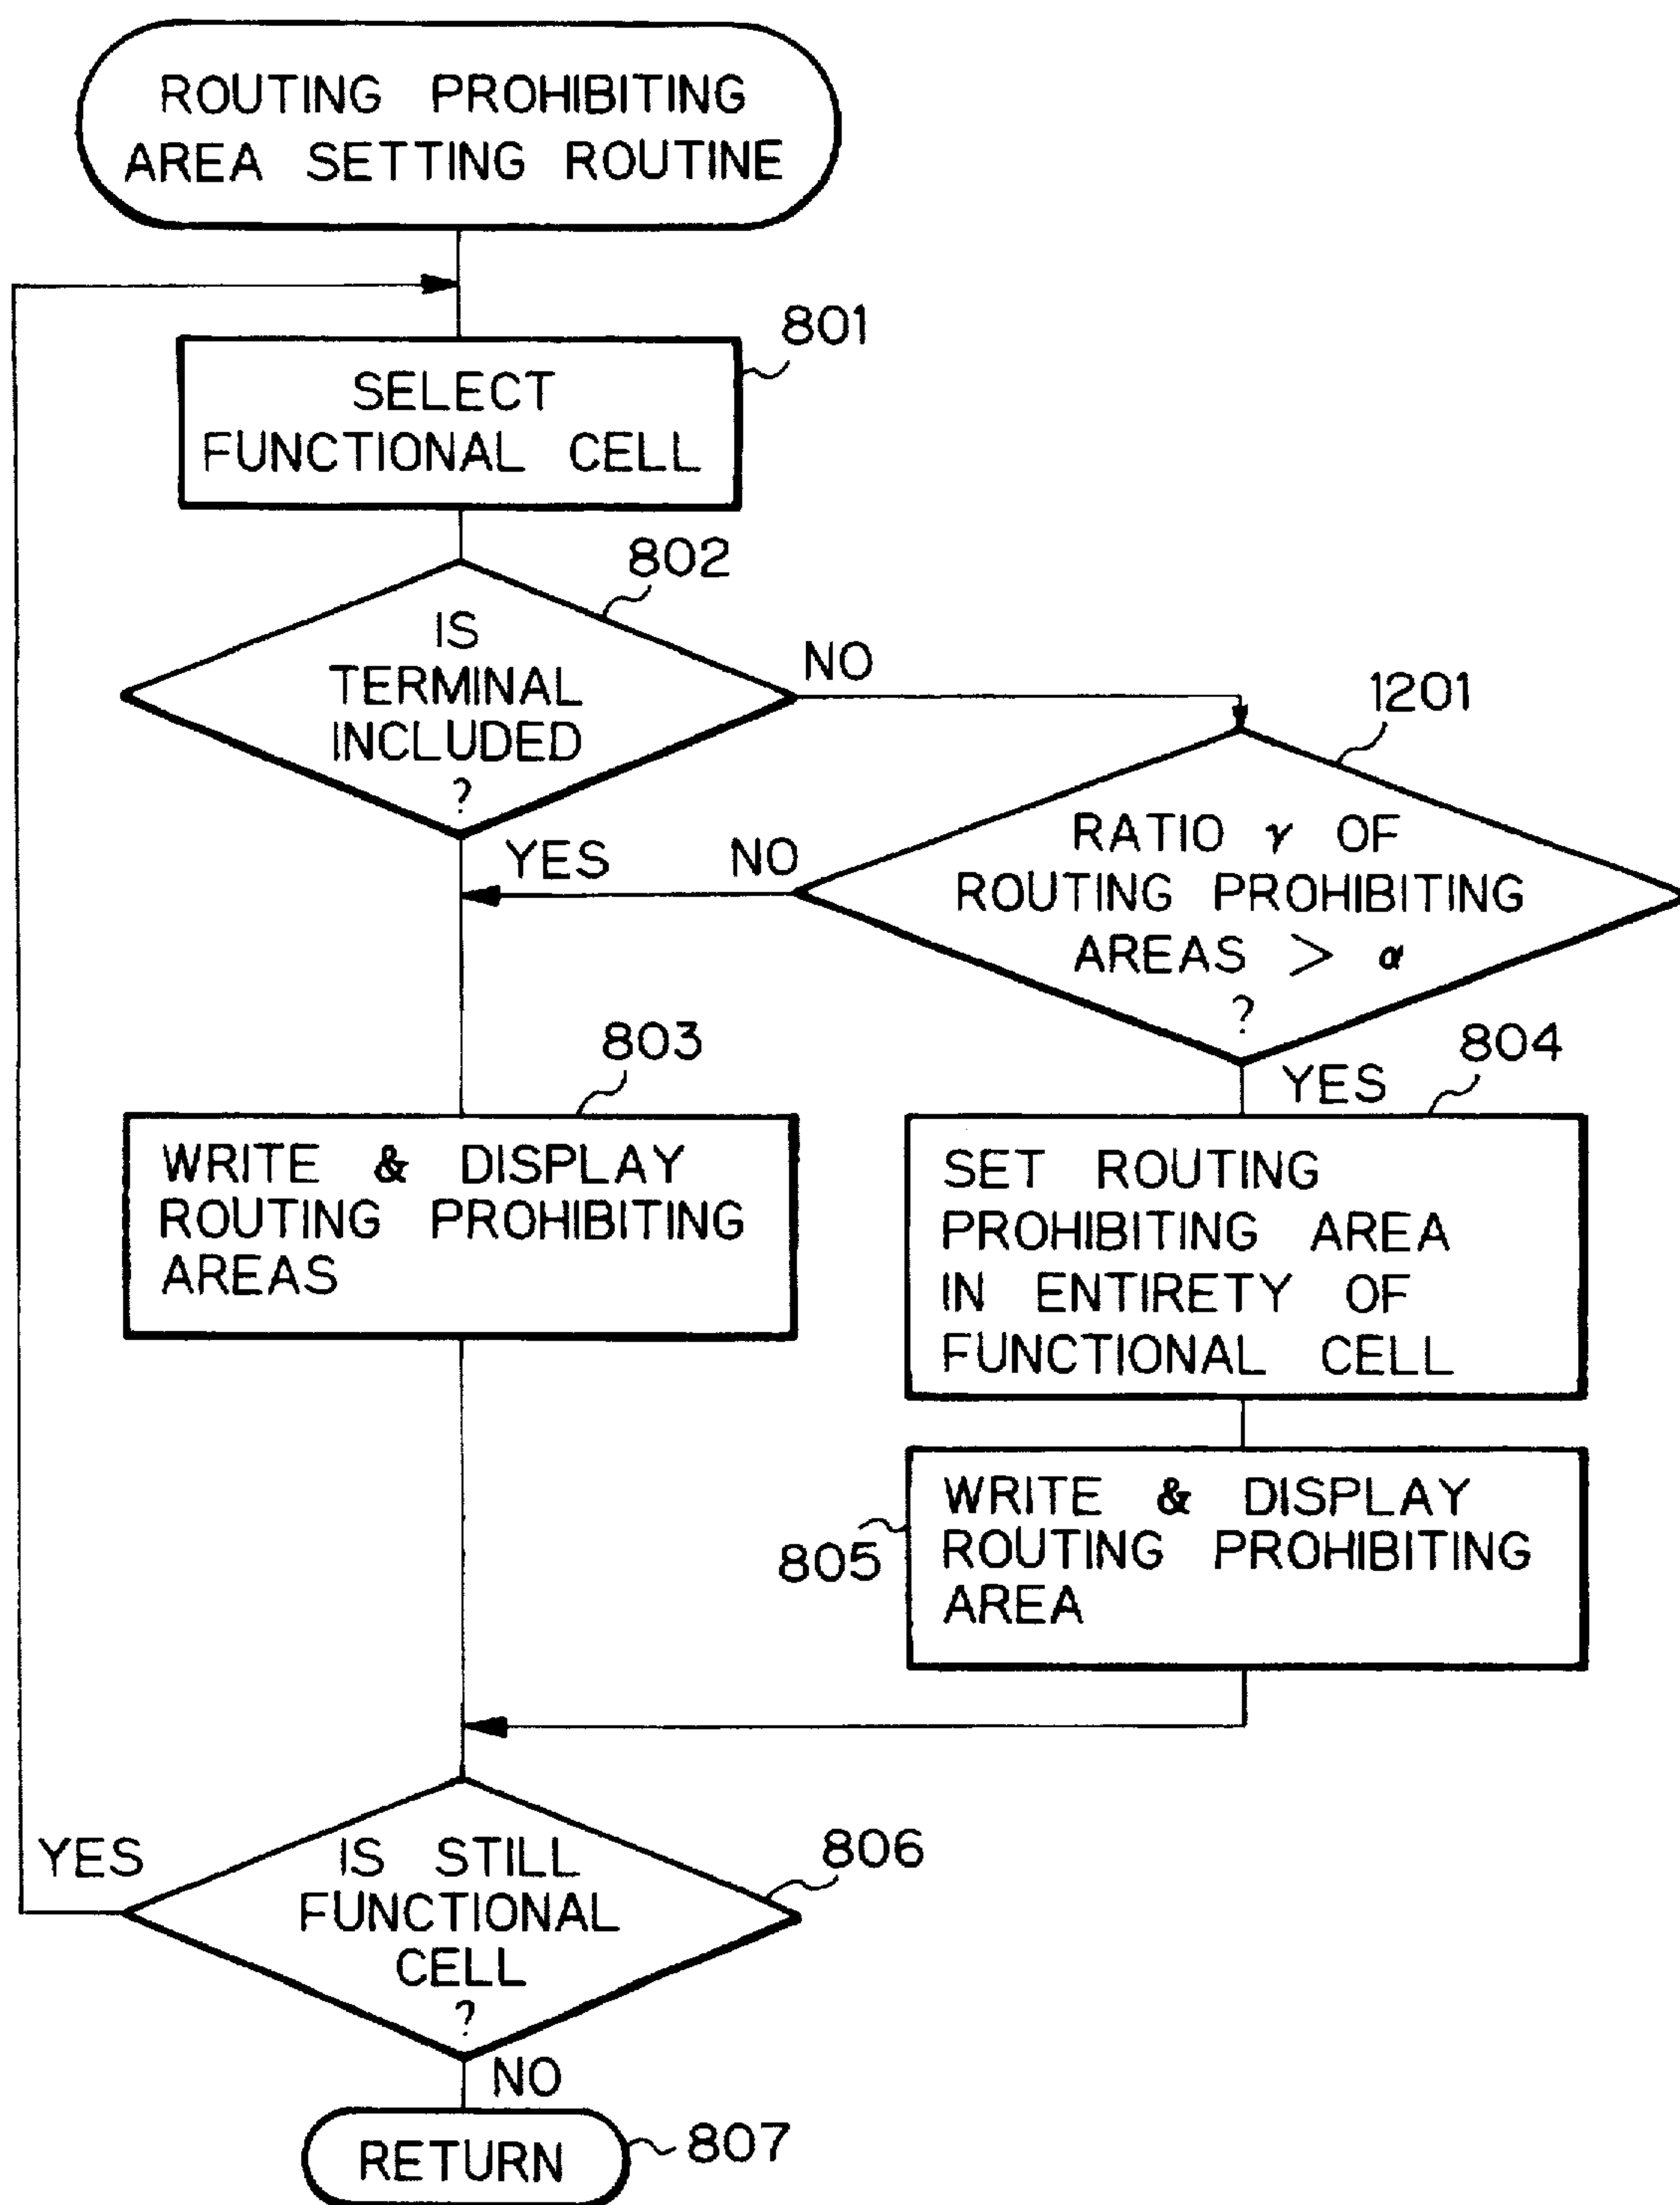 ROUTING PROHIBITING
AREA SETTING ROUTINE
801
SELECT
FUNCTIONAL CELL
802
IS
TERMINAL
INCLUDED
?
NO
1201
YES
NO
RATIO γ OF
ROUTING PROHIBITING
AREAS > α
?
803
YES
804
WRITE & DISPLAY
ROUTING PROHIBITING
AREAS
SET ROUTING
PROHIBITING AREA
IN ENTIRETY OF
FUNCTIONAL CELL
805
WRITE & DISPLAY
ROUTING PROHIBITING
AREA
YES
806
IS STILL
FUNCTIONAL
CELL
?
NO
RETURN
807